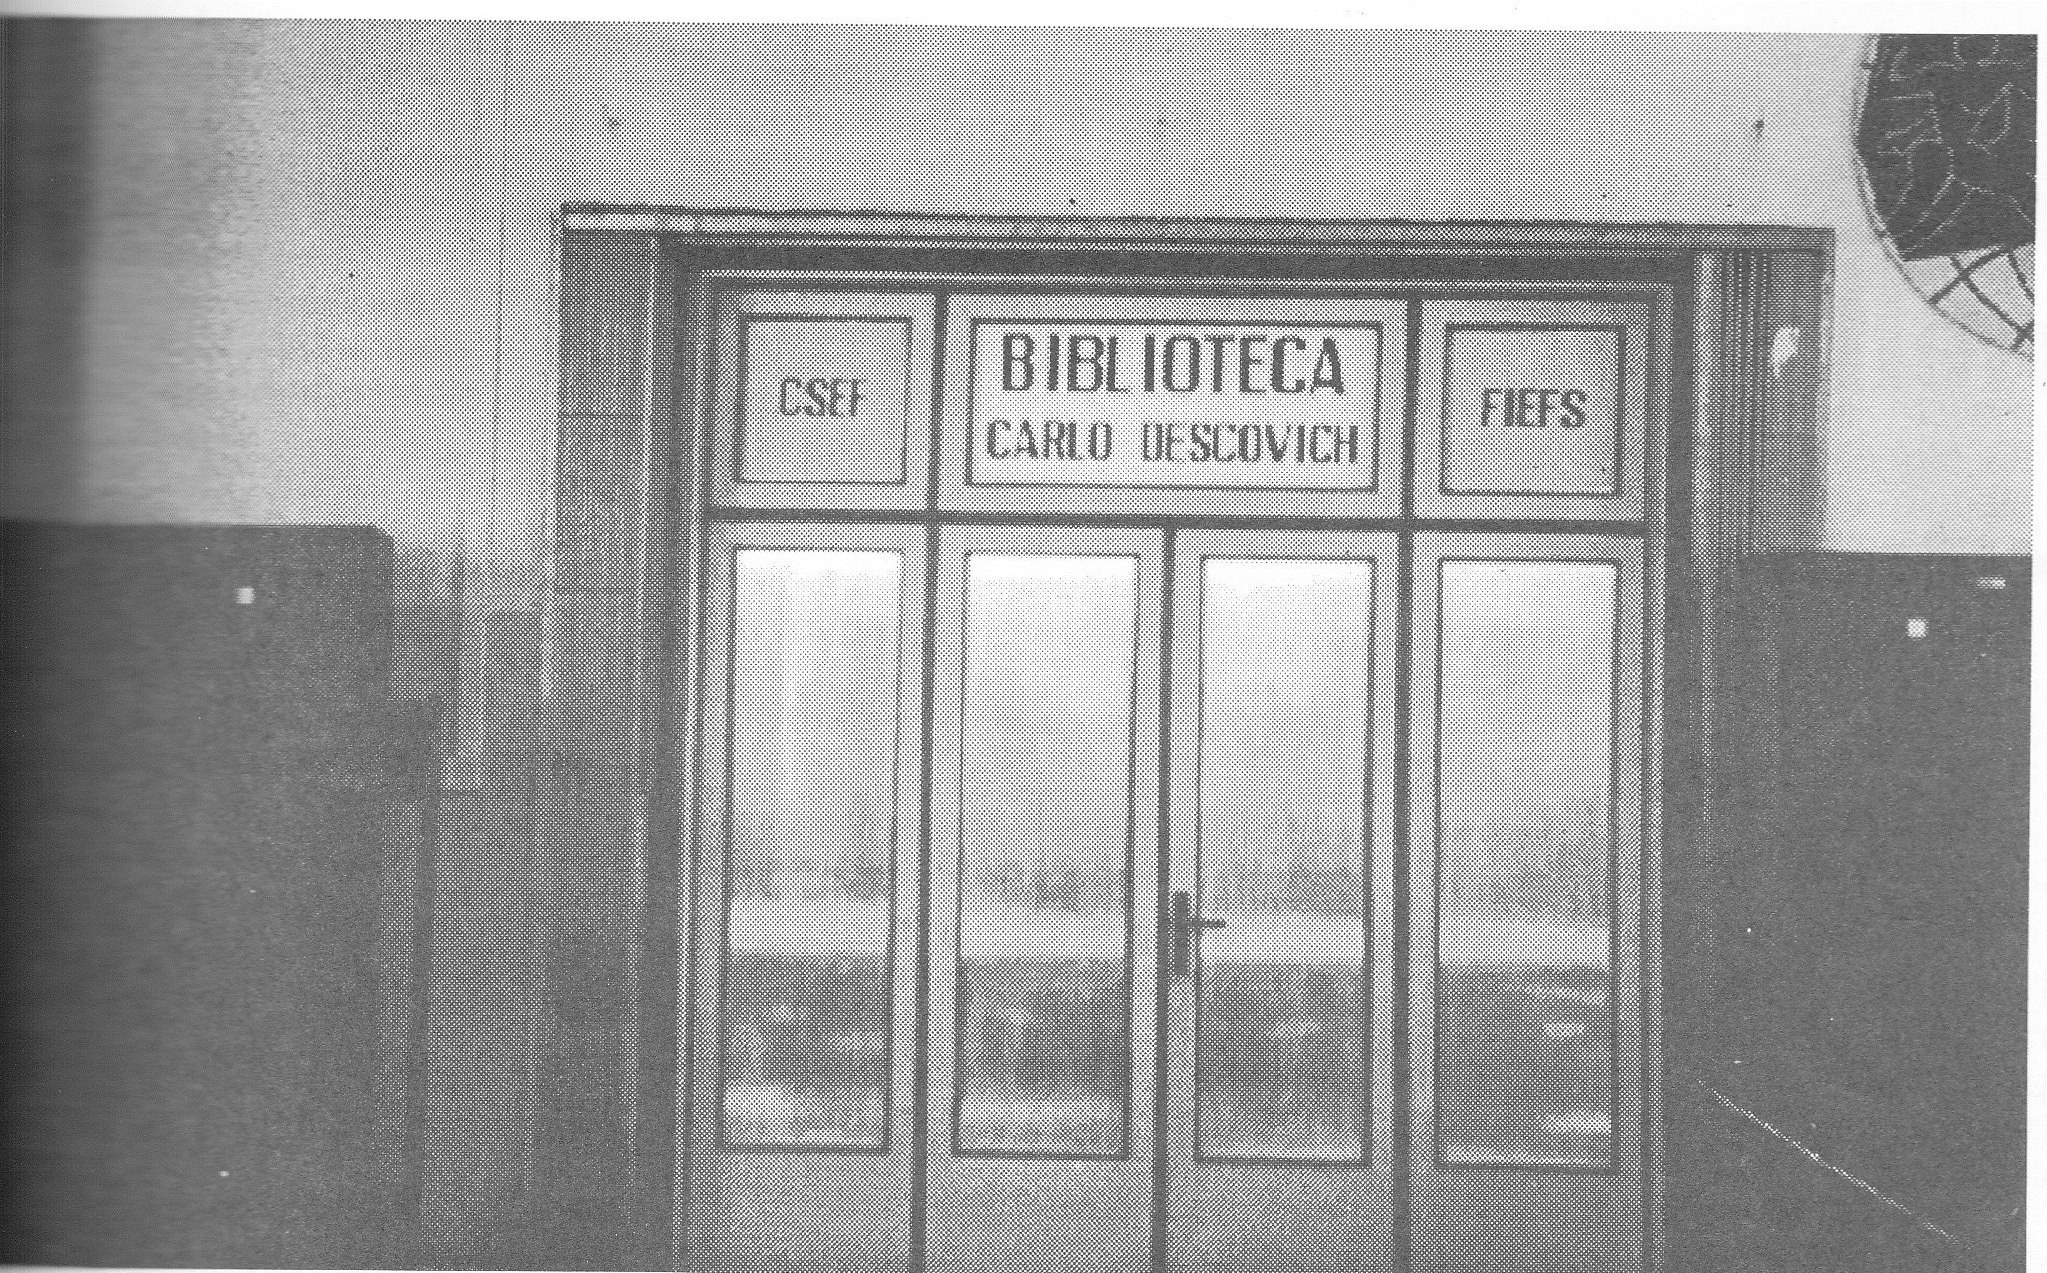 CSEF
BIBLIOTECA
CARLO DESCOVICH
FIEFS